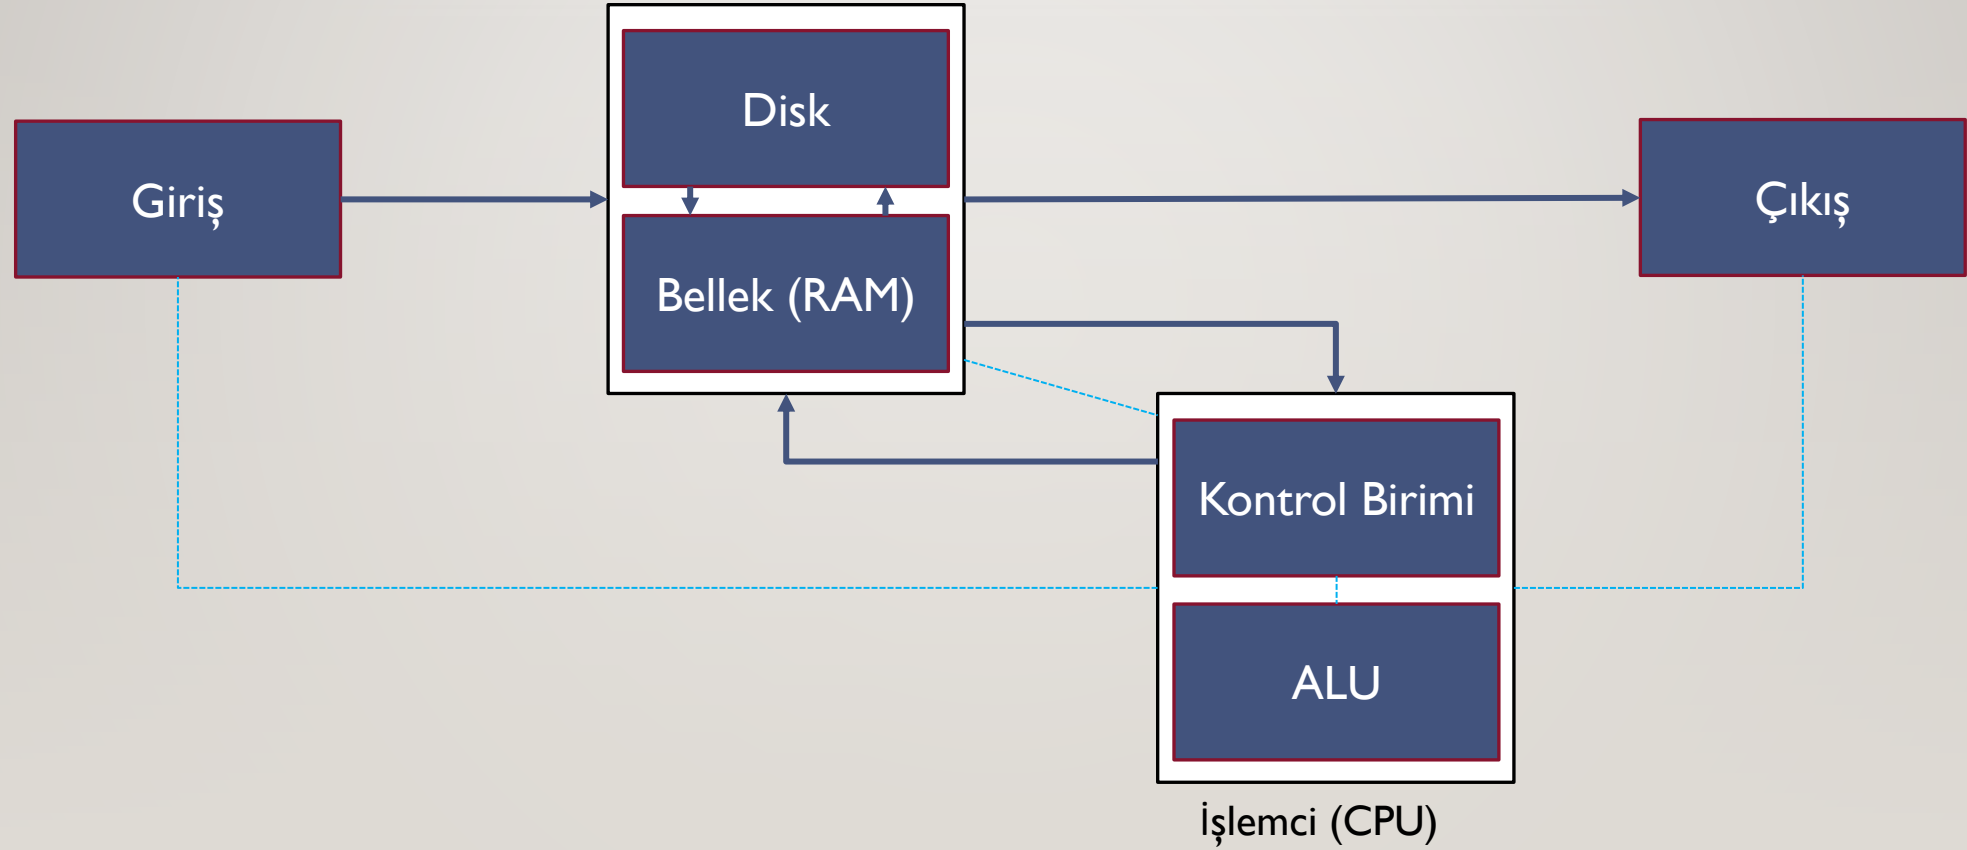 Disk
Giriş
Çıkış
Bellek (RAM)
Kontrol Birimi
ALU
İşlemci (CPU)